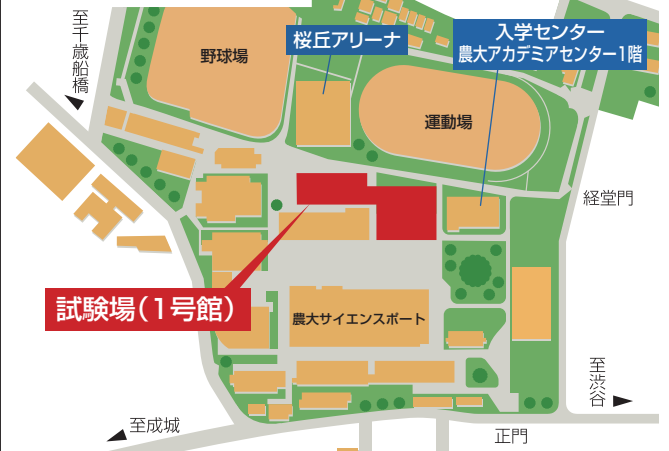 至千歳船橋
野球場
桜丘アリーナ
入学センター
農大アカデミアセンター1階
運動場
経堂門
試験場(1号館)
農大サイエンスポート
至渋谷
至成城
正門